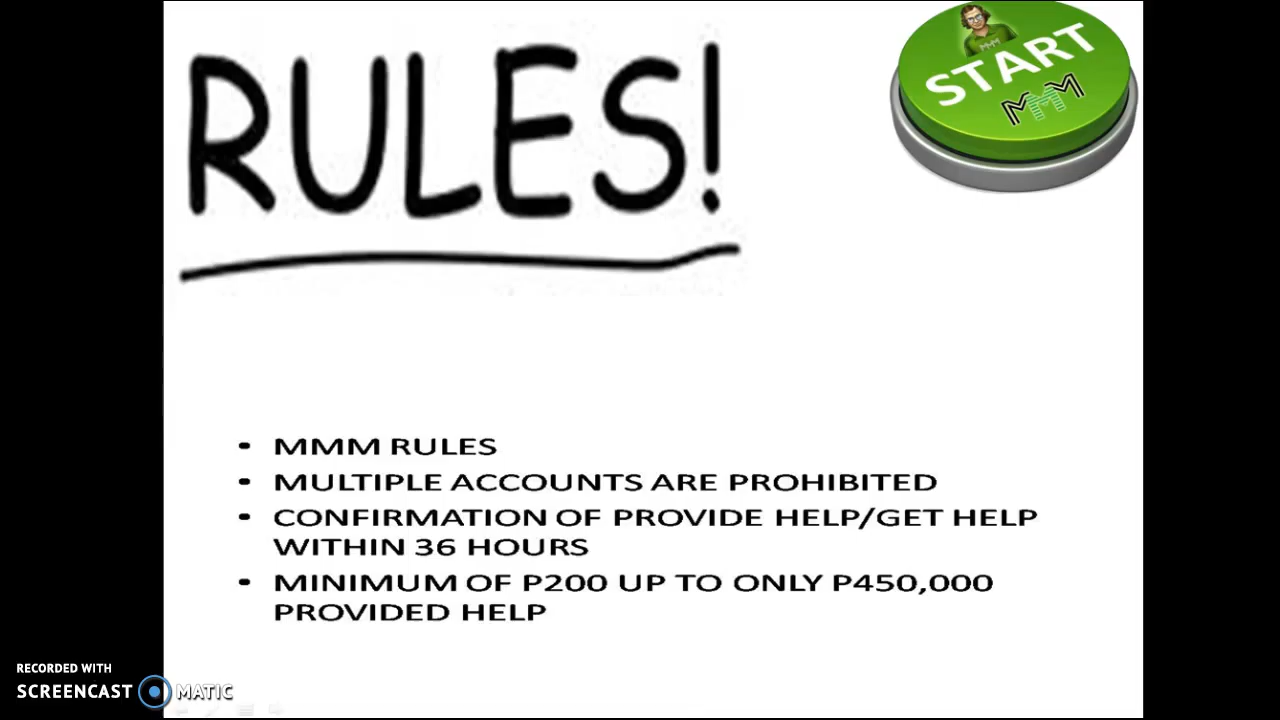 RULES!
START
MMM
MMM
• MMM RULES
• MULTIPLE ACCOUNTS ARE PROHIBITED
• CONFIRMATION OF PROVIDE HELP/GET HELP
WITHIN 36 HOURS
• MINIMUM OF P200 UP TO ONLY P450,000
PROVIDED HELP
RECORDED WITH
SCREENCAST MATIC